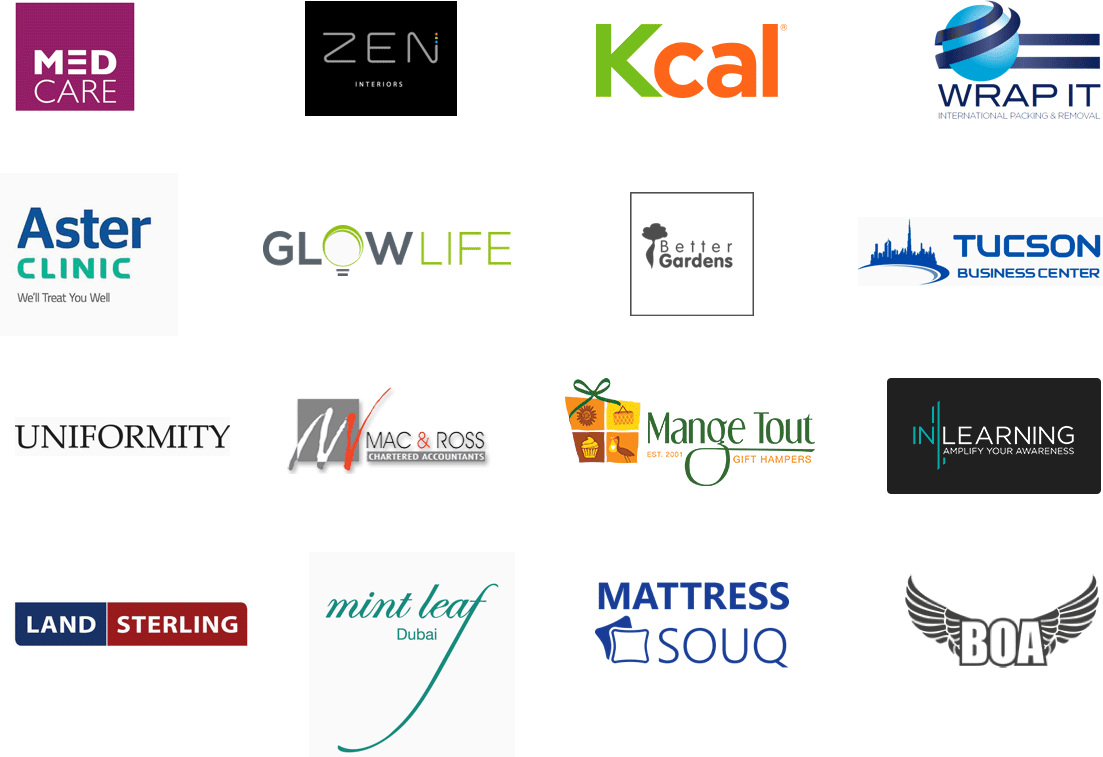 MED
CARE
ZEN
INTERIORS
Kcal®
WRAP IT
INTERNATIONAL PACKING & REMOVAL
Aster
CLINIC
We'll Treat You Well
GLOWLIFE
Better
Gardens
TUCSON
BUSINESS CENTER
UNIFORMITY
MAC & ROSS
CHARTERED ACCOUNTANTS
Mange Tout
EST. 2001
GIFT HAMPERS
IN LEARNING
AMPLIFY YOUR AWARENESS
LAND STERLING
mint leaf
Dubai
MATTRESS
SOUQ
BOA